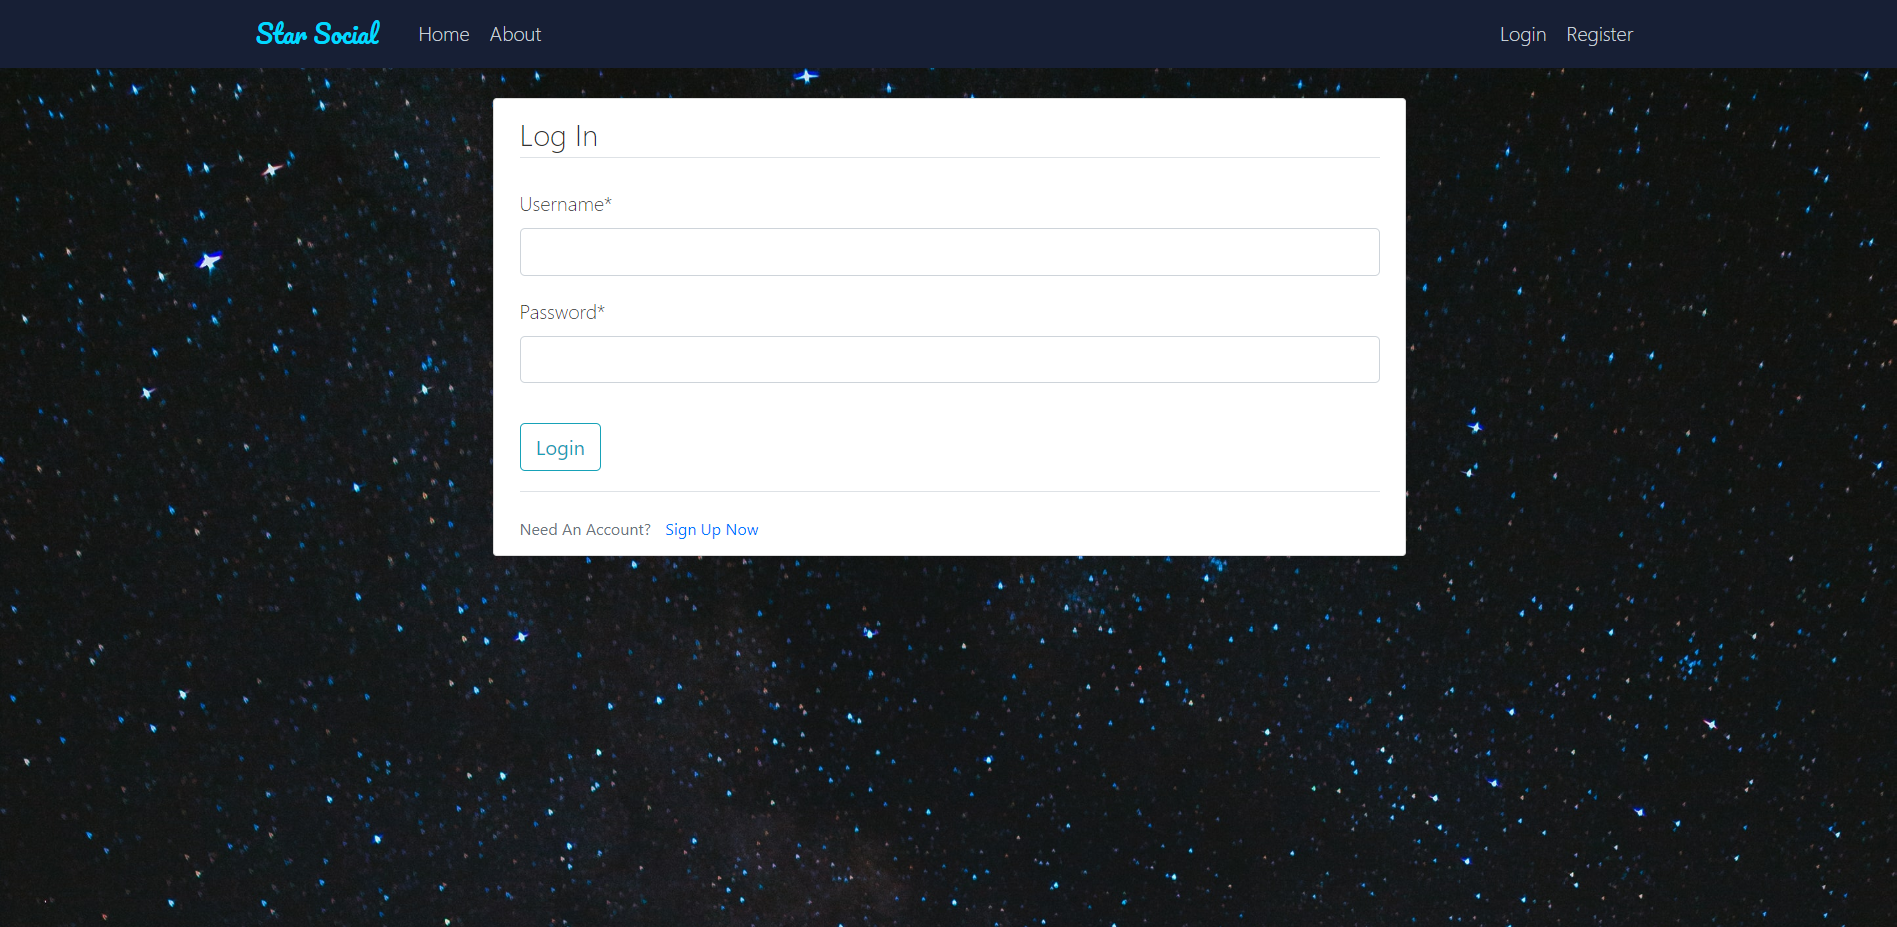 Star Social Home About Login Register
Log In
Username*
Password*
Login
Need An Account? Sign Up Now